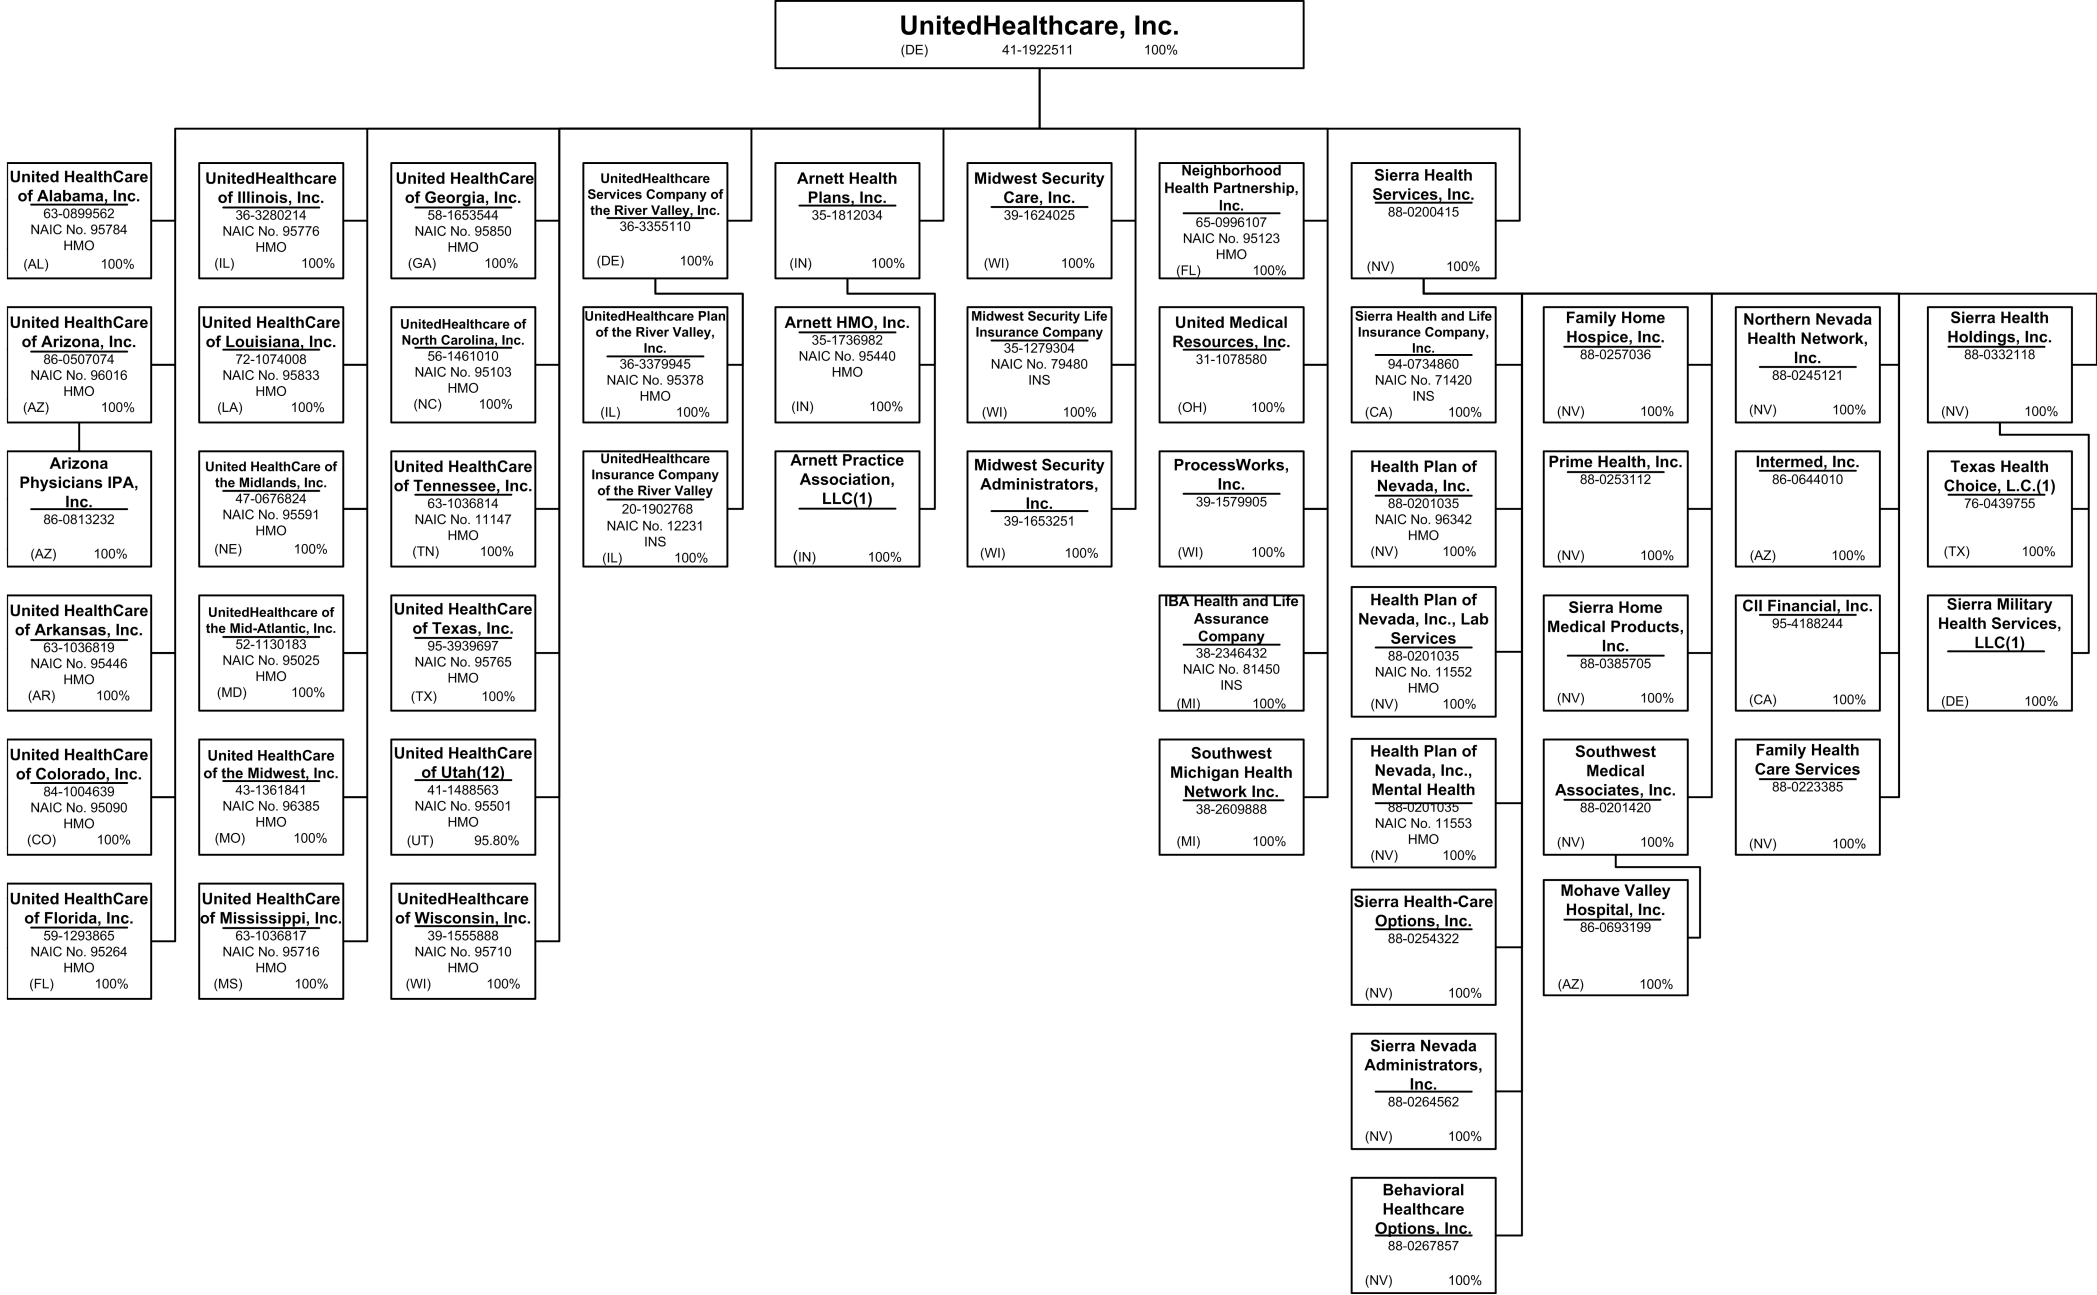 UnitedHealthcare, Inc.
(DE) 41-1922511 100%
United HealthCare
of Alabama, Inc.
63-0899562
NAIC No. 95784
HMO
(AL) 100%
United HealthCare
of Arizona, Inc.
86-0507074
NAIC No. 96016
HMO
(AZ) 100%
Arizona
Physicians IPA,
Inc.
86-0813232
(AZ) 100%
United HealthCare
of Arkansas, Inc.
63-1036819
NAIC No. 95446
HMO
(AR) 100%
United HealthCare
of Colorado, Inc.
84-1004639
NAIC No. 95090
HMO
(CO) 100%
United HealthCare
of Florida, Inc.
59-1293865
NAIC No. 95264
HMO
(FL) 100%
UnitedHealthcare
of Illinois, Inc.
36-3280214
NAIC No. 95776
HMO
(IL) 100%
United HealthCare
of Louisiana, Inc.
72-1074008
NAIC No. 95833
HMO
(LA) 100%
United HealthCare of
the Midlands, Inc.
47-0676824
NAIC No. 95591
HMO
(NE) 100%
UnitedHealthcare of
the Mid-Atlantic, Inc.
52-1130183
NAIC No. 95025
HMO
(MD) 100%
United HealthCare
of the Midwest, Inc.
43-1361841
NAIC No. 96385
HMO
(MO) 100%
United HealthCare
of Mississippi, Inc.
63-1036817
NAIC No. 95716
HMO
(MS) 100%
United HealthCare
of Georgia, Inc.
58-1653544
NAIC No. 95850
HMO
(GA) 100%
UnitedHealthcare of
North Carolina, Inc.
56-1461010
NAIC No. 95103
HMO
(NC) 100%
United HealthCare
of Tennessee, Inc.
63-1036814
NAIC No. 11147
HMO
(TN) 100%
United HealthCare
of Texas, Inc.
95-3939697
NAIC No. 95765
HMO
(TX) 100%
United HealthCare
of Utah(12)
41-1488563
NAIC No. 95501
HMO
(UT) 95.80%
UnitedHealthcare
of Wisconsin, Inc.
39-1555888
NAIC No. 95710
HMO
(WI) 100%
UnitedHealthcare
Services Company of
the River Valley, Inc.
36-3355110
(DE) 100%
UnitedHealthcare Plan
of the River Valley,
Inc.
36-3379945
NAIC No. 95378
HMO
(IL) 100%
UnitedHealthcare
Insurance Company
of the River Valley
20-1902768
NAIC No. 12231
INS
(IL) 100%
Arnett Health
Plans, Inc.
35-1812034
(IN) 100%
Arnett HMO, Inc.
35-1736982
NAIC No. 95440
HMO
(IN) 100%
Arnett Practice
Association,
LLC(1)
(IN) 100%
Midwest Security
Care, Inc.
39-1624025
(WI) 100%
Midwest Security Life
Insurance Company
35-1279304
NAIC No. 79480
INS
(WI) 100%
Midwest Security
Administrators,
Inc.
39-1653251
(WI) 100%
Neighborhood
Health Partnership,
Inc.
65-0996107
NAIC No. 95123
HMO
(FL) 100%
United Medical
Resources, Inc.
31-1078580
(OH) 100%
ProcessWorks,
Inc.
39-1579905
(WI) 100%
IBA Health and Life
Assurance
Company
38-2346432
NAIC No. 81450
INS
(MI) 100%
Southwest
Michigan Health
Network Inc.
38-2609888
(MI) 100%
Sierra Health
Services, Inc.
88-0200415
(NV) 100%
Sierra Health and Life
Insurance Company,
Inc.
94-0734860
NAIC No. 71420
INS
(CA) 100%
Health Plan of
Nevada, Inc.
88-0201035
NAIC No. 96342
HMO
(NV) 100%
Health Plan of
Nevada, Inc., Lab
Services
88-0201035
NAIC No. 11552
HMO
(NV) 100%
Health Plan of
Nevada, Inc.,
Mental Health
88-0201035
NAIC No. 11553
HMO
(NV) 100%
Sierra Health-Care
Options, Inc.
88-0254322
(NV) 100%
Sierra Nevada
Administrators,
Inc.
88-0264562
(NV) 100%
Behavioral
Healthcare
Options, Inc.
88-0267857
(NV) 100%
Family Home
Hospice, Inc.
88-0257036
(NV) 100%
Prime Health, Inc.
88-0253112
(NV) 100%
Sierra Home
Medical Products,
Inc.
88-0385705
(NV) 100%
Southwest
Medical
Associates, Inc.
88-0201420
(NV) 100%
Mohave Valley
Hospital, Inc.
86-0693199
(AZ) 100%
Northern Nevada
Health Network,
Inc.
88-0245121
(NV) 100%
Intermed, Inc.
86-0644010
(AZ) 100%
CII Financial, Inc.
95-4188244
(CA) 100%
Family Health
Care Services
88-0223385
(NV) 100%
Sierra Health
Holdings, Inc.
88-0332118
(NV) 100%
Texas Health
Choice, L.C.(1)
76-0439755
(TX) 100%
Sierra Military
Health Services,
LLC(1)
(DE) 100%